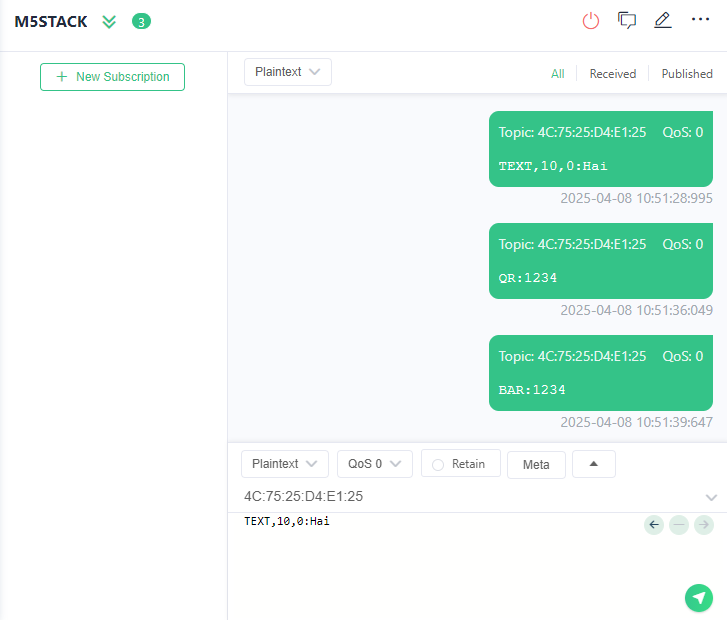 M5STACK 3
+ New Subscription
Plaintext All Received Published
Topic: 4C:75:25:D4:E1:25 QoS: 0
TEXT,10,0:Hai
2025-04-08 10:51:28:995
Topic: 4C:75:25:D4:E1:25 QoS: 0
QR:1234
2025-04-08 10:51:36:049
Topic: 4C:75:25:D4:E1:25 QoS: 0
BAR:1234
2025-04-08 10:51:39:647
Plaintext QoS 0 Retain Meta
4C:75:25:D4:E1:25
TEXT,10,0:Hai